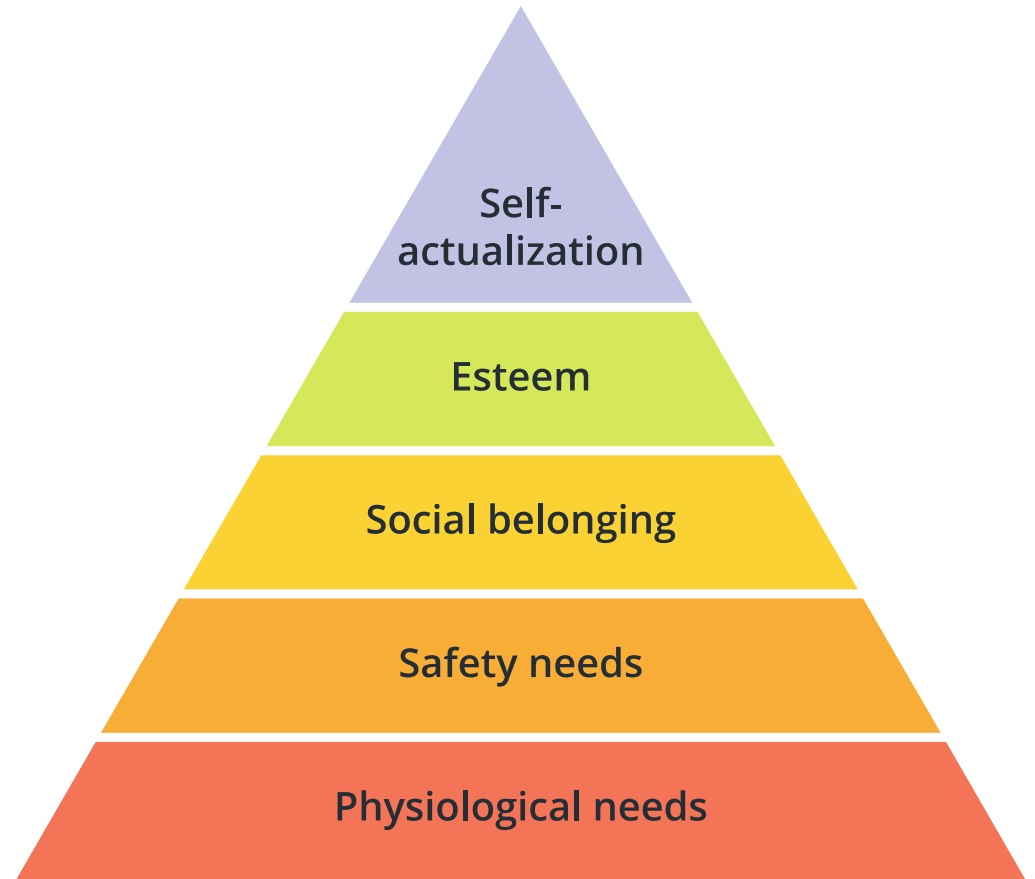 Self-
actualization
Esteem
Social belonging
Safety needs
Physiological needs